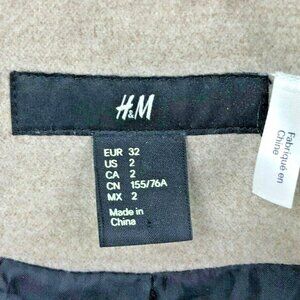 H&M
EUR 32
US 2
CA 2
CN 155/76A
MX 2
Made in
China
Fabriqué en
Chine